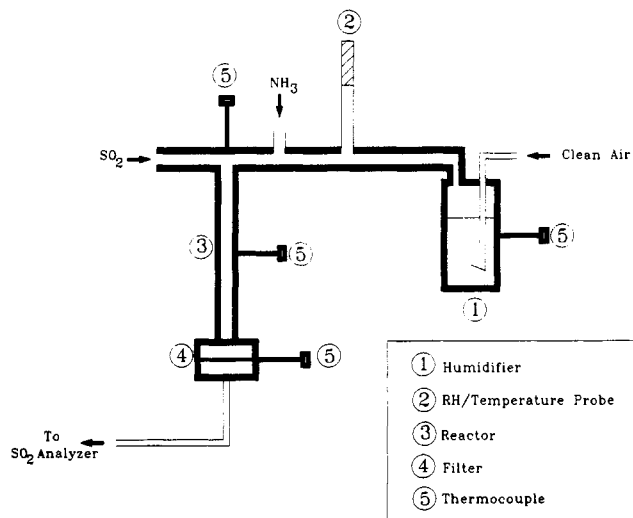 ②
⑤
NH₃
SO₂
Clean Air
③
⑤
⑤
①
④
⑤
To
SO₂ Analyzer
① Humidifier
② RH/Temperature Probe
③ Reactor
④ Filter
⑤ Thermocouple